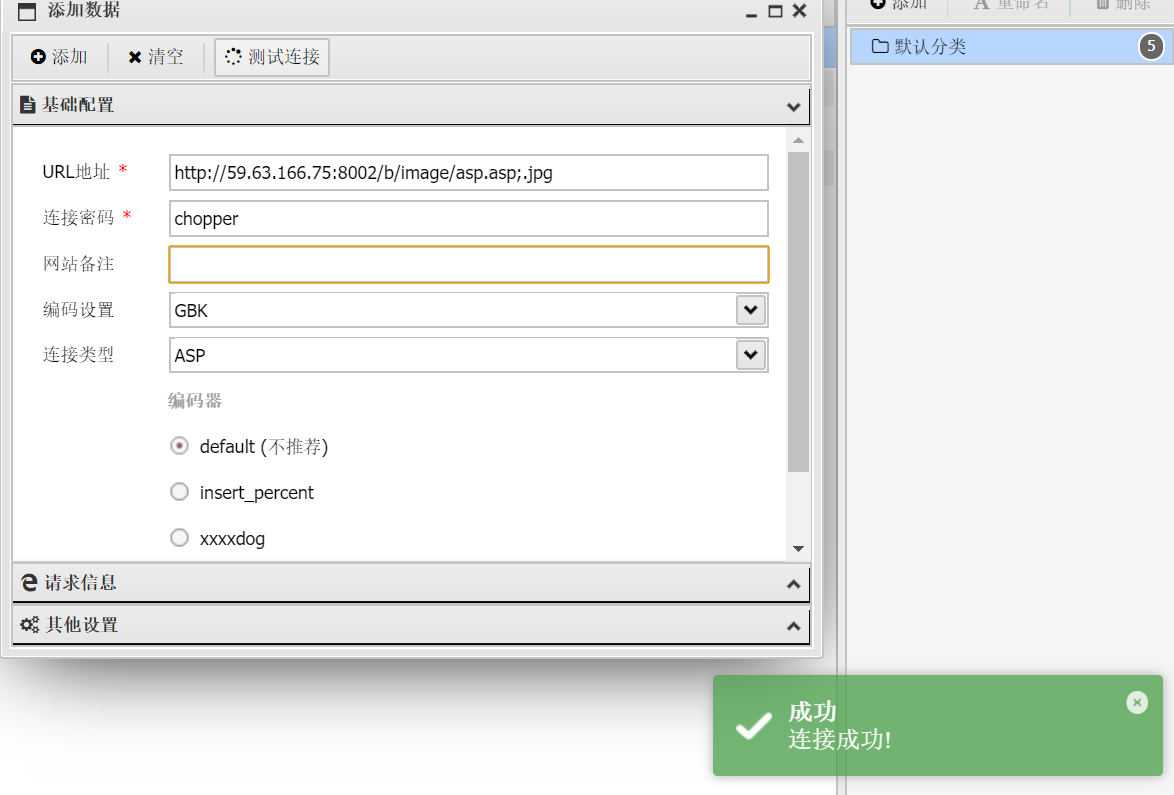 添加数据
添加 清空 测试连接
基础配置
URL地址 *
http://59.63.166.75:8002/b/image/asp.asp;.jpg
连接密码 *
chopper
网站备注
编码设置
GBK
连接类型
ASP
编码器
default (不推荐)
insert_percent
xxxxdog
请求信息
其他设置
添加 重命名 删除
默认分类 5
成功
连接成功!